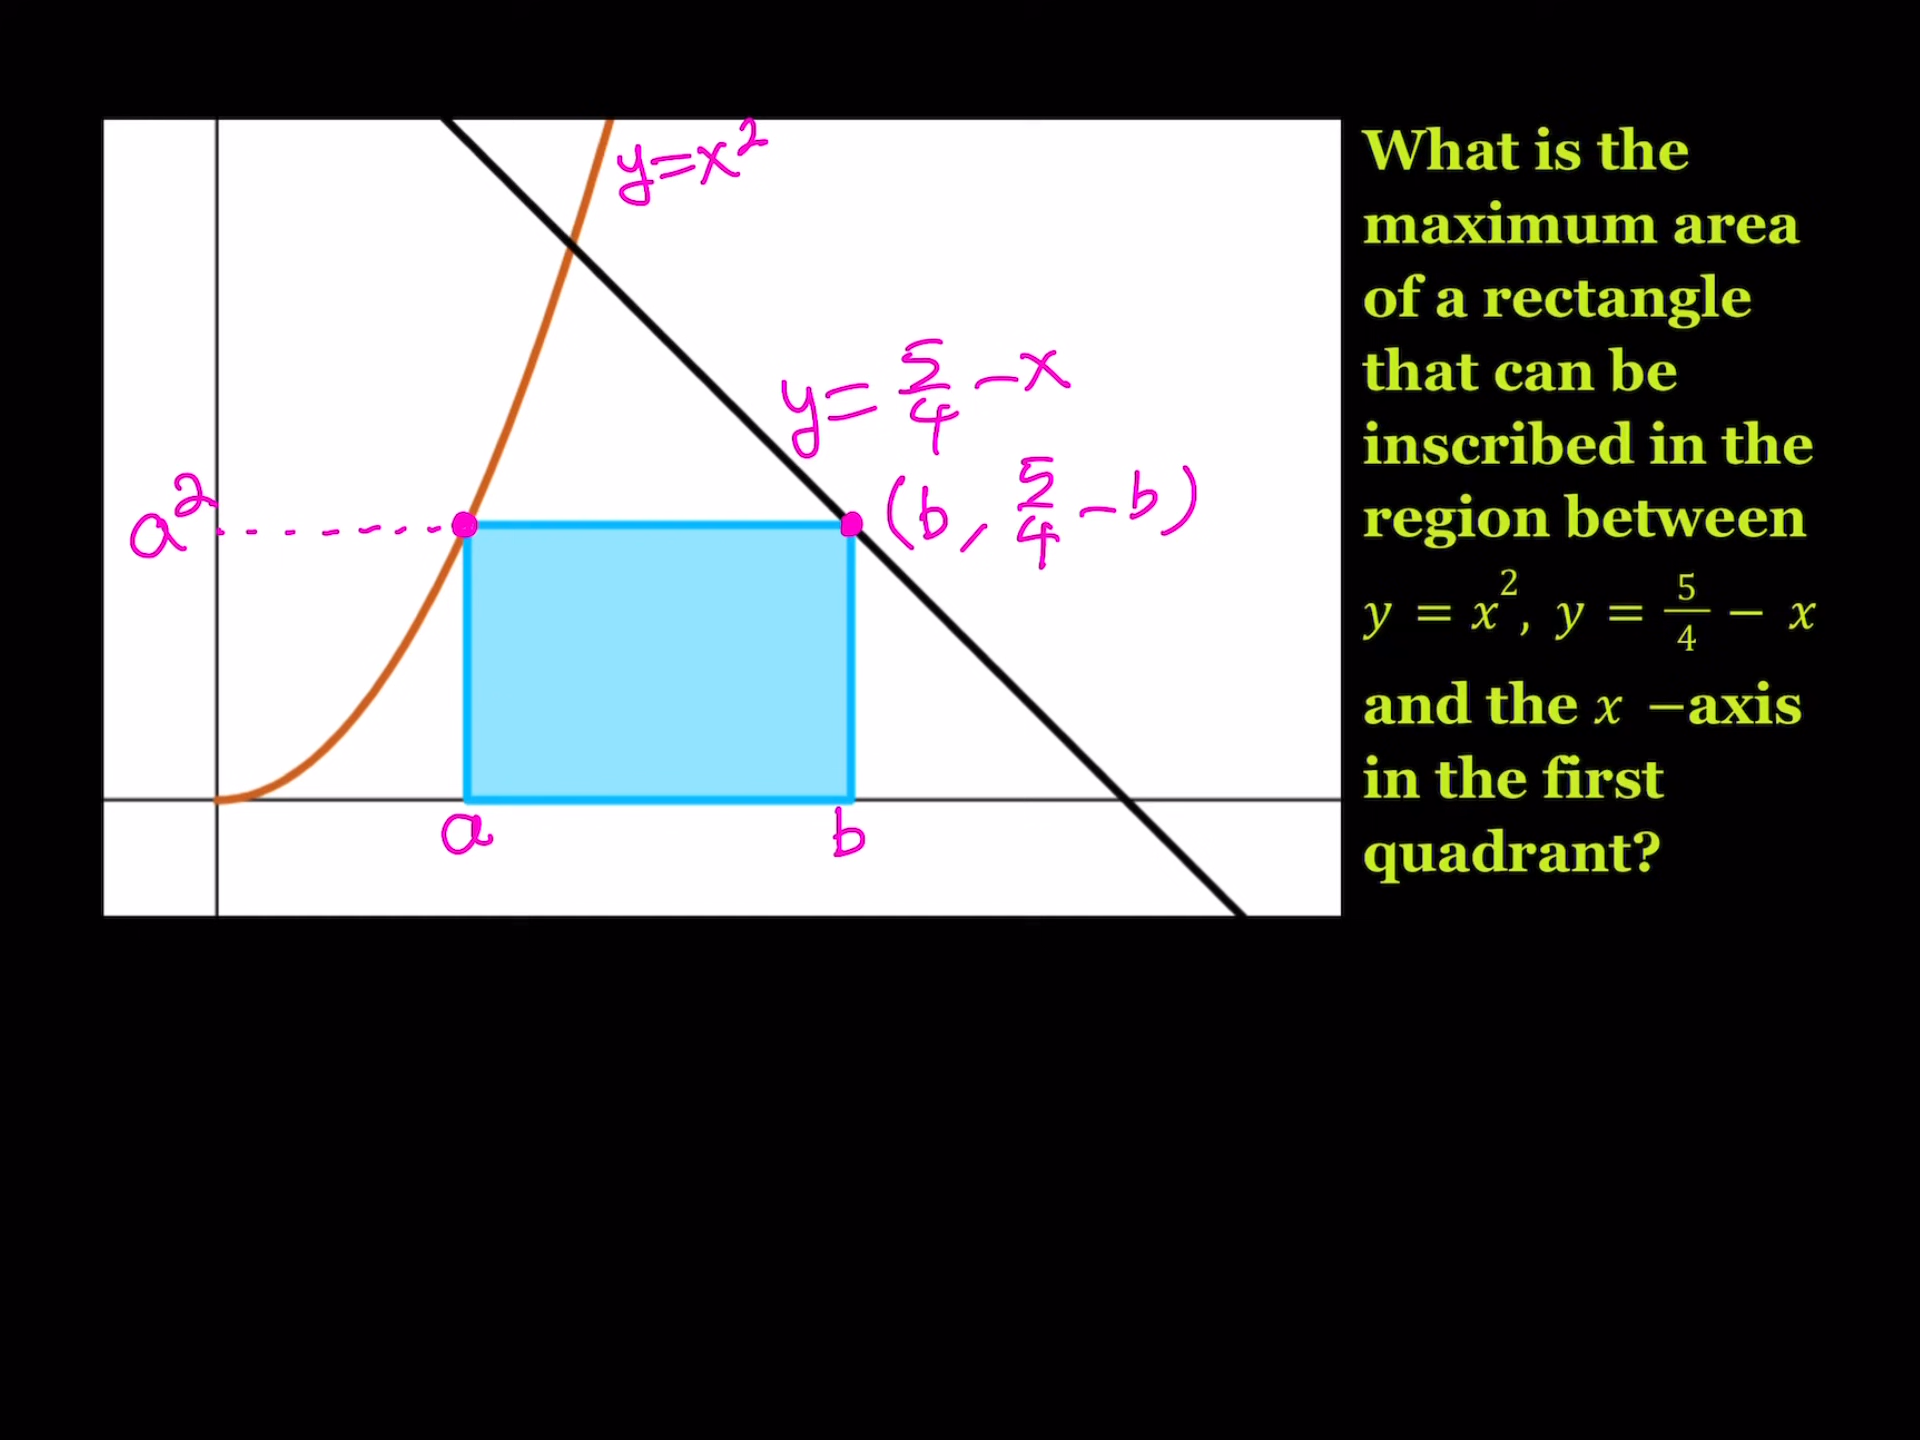 y=x²
What is the
maximum area
of a rectangle
that can be
inscribed in the
region between
y = x², y = 5/4 − x
and the x −axis
in the first
quadrant?
y= 5/4 −x
(b, 5/4 −b)
a²
a
b